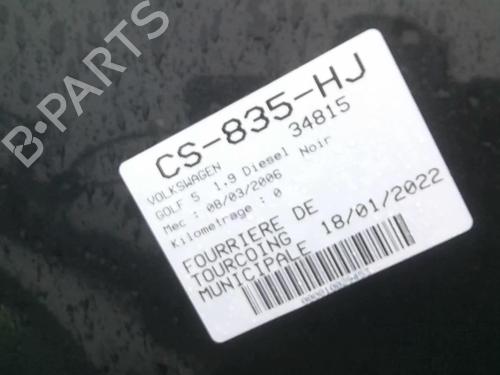 B-PARTS
CS-835-HJ
VOLKSWAGEN 34815
GOLF 5 1,9 Diesel Noir
Mec : 08/03/2006
Kilometrage : 0
FOURRIERE DE
TOURCOING
MUNICIPALE 18/01/2022